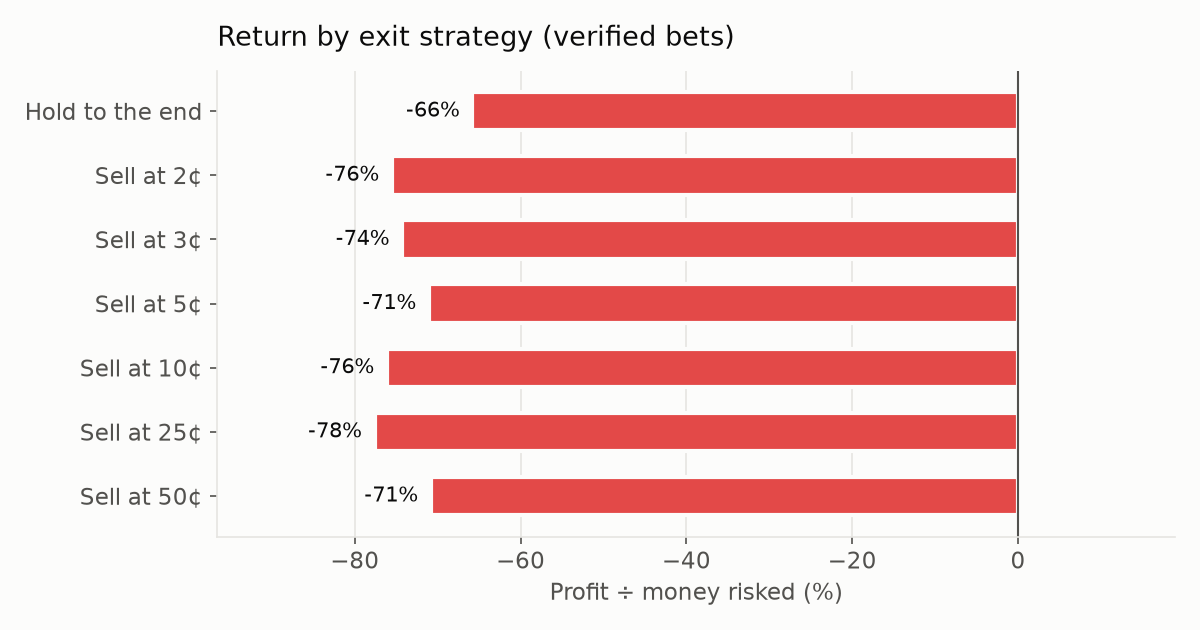 Return by exit strategy (verified bets)
Hold to the end
-66%
Sell at 2¢
-76%
Sell at 3¢
-74%
Sell at 5¢
-71%
Sell at 10¢
-76%
Sell at 25¢
-78%
Sell at 50¢
-71%
−80
−60
−40
−20
0
Profit ÷ money risked (%)